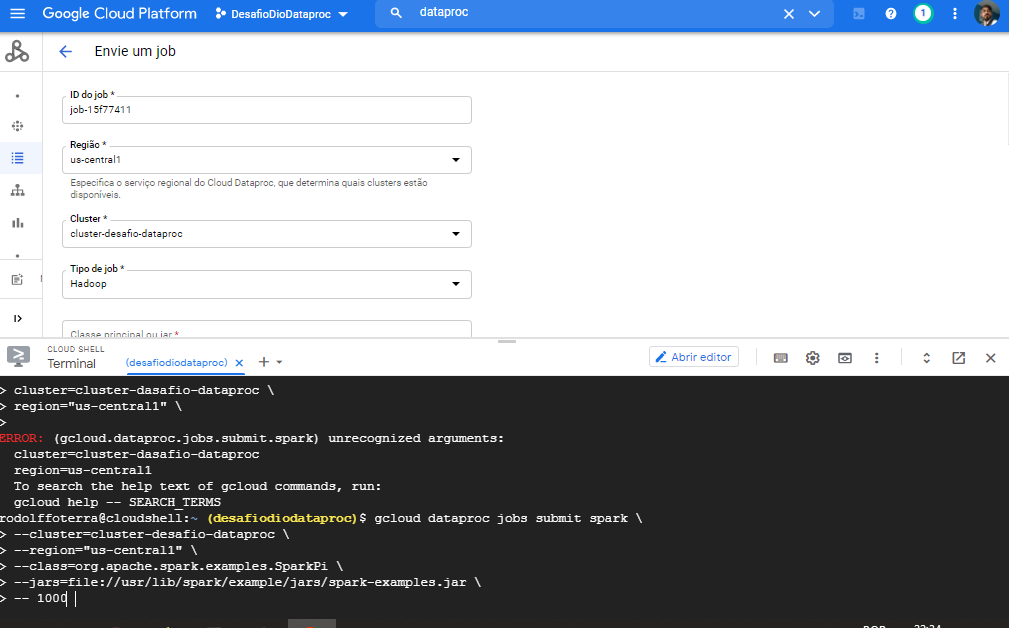 Google Cloud Platform DesafioDioDataproc dataproc 1
Envie um job
ID do job *
job-15f77411
Região *
us-central1
Especifica o serviço regional do Cloud Dataproc, que determina quais clusters estão
disponíveis.
Cluster *
cluster-desafio-dataproc
Tipo de job *
Hadoop
Classe principal ou jar *
CLOUD SHELL
Terminal (desafiodiodataproc) Abrir editor
> cluster=cluster-dasafio-dataproc \
> region="us-central1" \
>
ERROR: (gcloud.dataproc.jobs.submit.spark) unrecognized arguments:
cluster=cluster-dasafio-dataproc
region=us-central1
To search the help text of gcloud commands, run:
gcloud help -- SEARCH_TERMS
rodolffoterra@cloudshell:~ (desafiodiodataproc)$ gcloud dataproc jobs submit spark \
> --cluster=cluster-desafio-dataproc \
> --region="us-central1" \
> --class=org.apache.spark.examples.SparkPi \
> --jars=file://usr/lib/spark/example/jars/spark-examples.jar \
> -- 1000